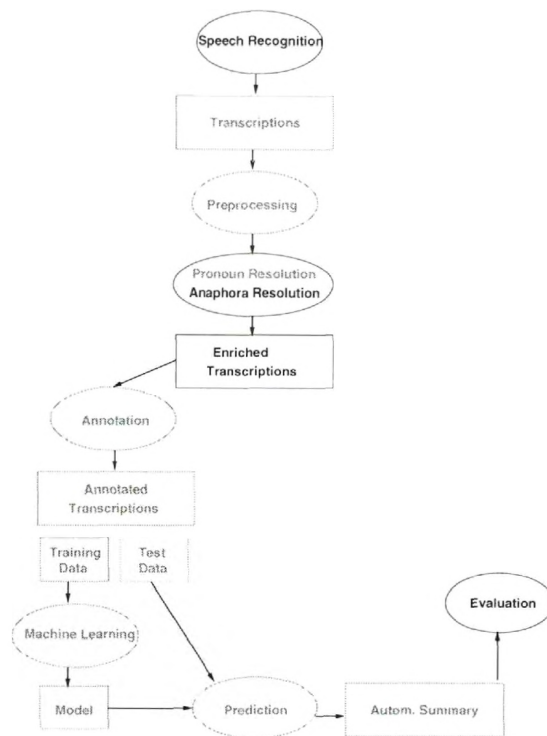 Speech Recognition
Transcriptions
Preprocessing
Pronoun Resolution
Anaphora Resolution
Enriched
Transcriptions
Annotation
Annotated
Transcriptions
Training
Data
Test
Data
Machine Learning
Evaluation
Model
Prediction
Autom. Summary